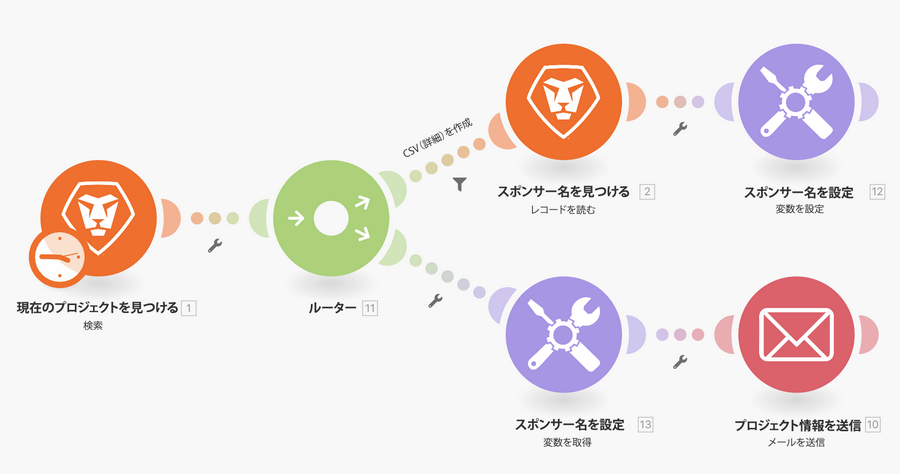 CSV(詳細)を作成
スポンサー名を見つける 2
レコードを読む
スポンサー名を設定 12
変数を設定
現在のプロジェクトを見つける 1
検索
ルーター 11
スポンサー名を設定 13
変数を取得
プロジェクト情報を送信 10
メールを送信